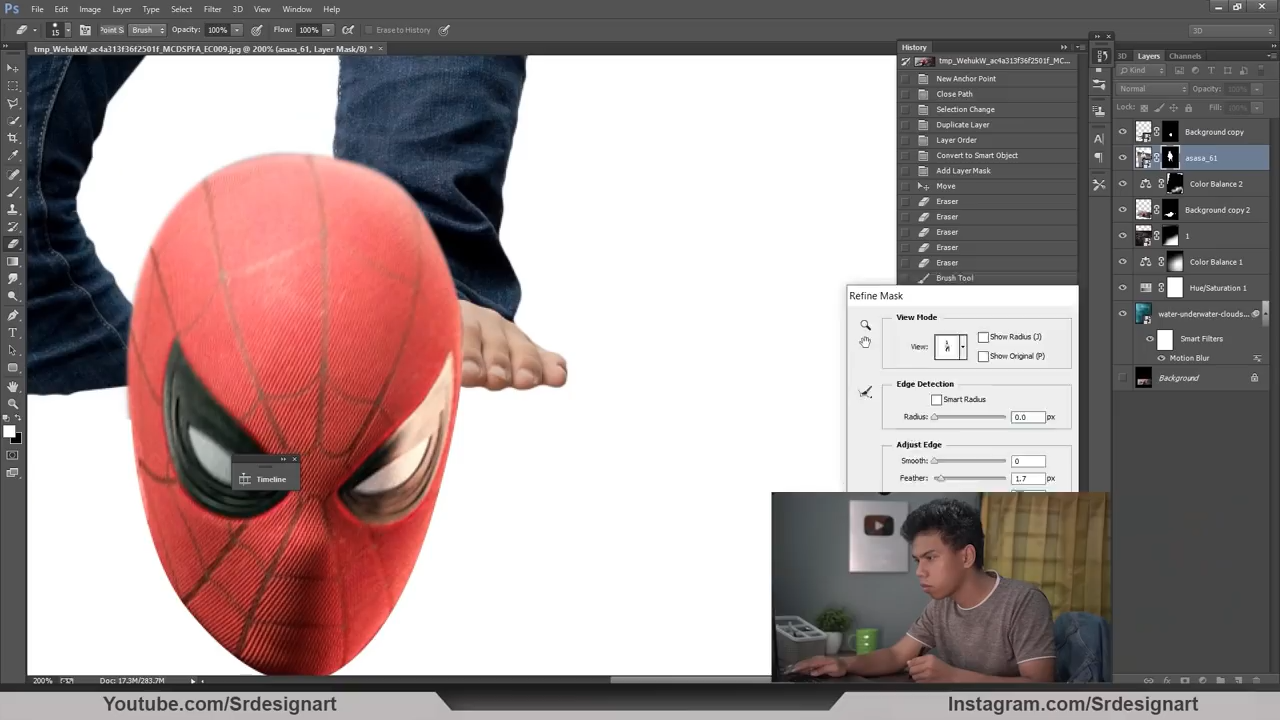 Ps File Edit Image Layer Type Select Filter 3D View Window Help
15 Point S Brush Opacity: 100% Flow: 100% Erase to History 3D
tmp_WehukW_ac4a313f36f2501f_MCDSPFA_EC009.jpg @ 200% (asasa_61, Layer Mask/8) *
History
tmp_WehukW_ac4a313f36f2501f_MC...
New Anchor Point
Close Path
Selection Change
Duplicate Layer
Layer Order
Convert to Smart Object
Add Layer Mask
Move
Eraser
Eraser
Eraser
Eraser
Eraser
Brush Tool
Refine Mask
View Mode
View:
Show Radius (J)
Show Original (P)
Edge Detection
Smart Radius
Radius: 0.0 px
Adjust Edge
Smooth: 0
Feather: 1.7 px
3D Layers Channels
Kind
Normal Opacity:
Lock: Fill:
Background copy
asasa_61
Color Balance 2
Background copy 2
1
Color Balance 1
Hue/Saturation 1
water-underwater-clouds...
Smart Filters
Motion Blur
Background
Timeline
200% Doc: 17.3M/283.7M
Youtube.com/Srdesignart
Instagram.com/Srdesignart